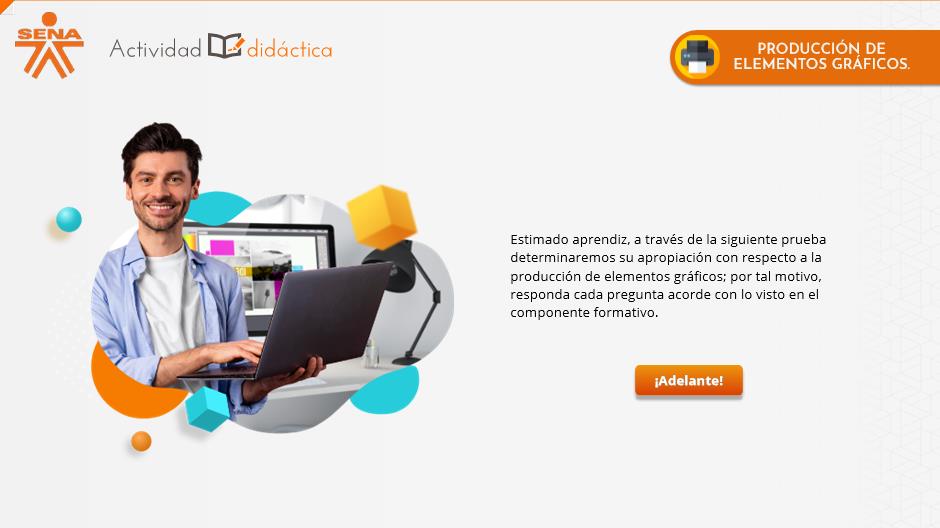 SENA
Actividad didáctica
PRODUCCIÓN DE
ELEMENTOS GRÁFICOS.
Estimado aprendiz, a través de la siguiente prueba
determinaremos su apropiación con respecto a la
producción de elementos gráficos; por tal motivo,
responda cada pregunta acorde con lo visto en el
componente formativo.
¡Adelante!